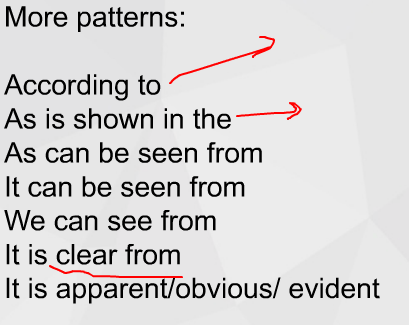 More patterns:
According to
As is shown in the
As can be seen from
It can be seen from
We can see from
It is clear from
It is apparent/obvious/ evident